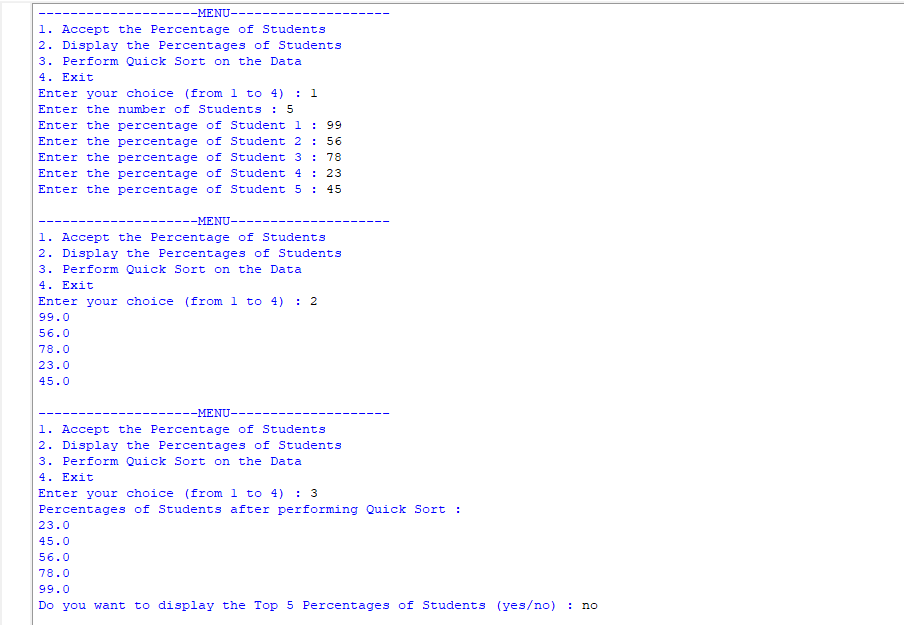 --------------------MENU--------------------
1. Accept the Percentage of Students
2. Display the Percentages of Students
3. Perform Quick Sort on the Data
4. Exit
Enter your choice (from 1 to 4) : 1
Enter the number of Students : 5
Enter the percentage of Student 1 : 99
Enter the percentage of Student 2 : 56
Enter the percentage of Student 3 : 78
Enter the percentage of Student 4 : 23
Enter the percentage of Student 5 : 45
--------------------MENU--------------------
1. Accept the Percentage of Students
2. Display the Percentages of Students
3. Perform Quick Sort on the Data
4. Exit
Enter your choice (from 1 to 4) : 2
99.0
56.0
78.0
23.0
45.0
--------------------MENU--------------------
1. Accept the Percentage of Students
2. Display the Percentages of Students
3. Perform Quick Sort on the Data
4. Exit
Enter your choice (from 1 to 4) : 3
Percentages of Students after performing Quick Sort :
23.0
45.0
56.0
78.0
99.0
Do you want to display the Top 5 Percentages of Students (yes/no) : no